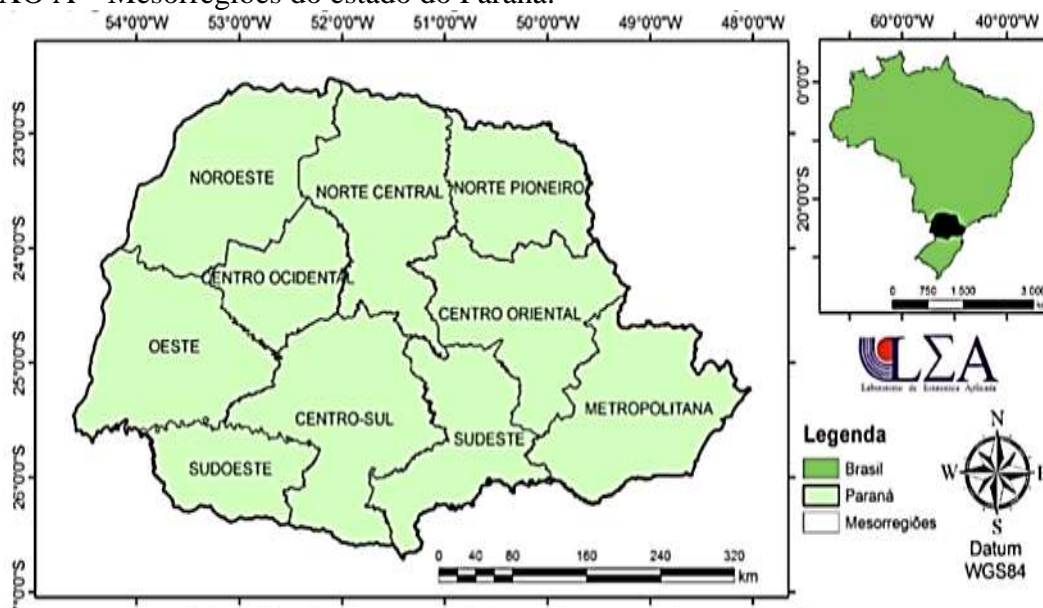 Mesorregiões do estado do Paraná.
54°0'0"W 53°0'0"W 52°0'0"W 51°0'0"W 50°0'0"W 49°0'0"W 48°0'0"W
60°0'0"W 40°0'0"W
23°0'0"S
24°0'0"S
25°0'0"S
26°0'0"S
0°0'0"
20°0'0"S
NOROESTE
NORTE CENTRAL
NORTE PIONEIRO
CENTRO OCIDENTAL
CENTRO ORIENTAL
OESTE
CENTRO-SUL
METROPOLITANA
SUDESTE
SUDOESTE
0 40 80 160 240 320
km
0 750 1 500 3 000
LΣA
Legenda
Brasil
Paraná
Mesorregiões
N
W
S
Datum
WGS84